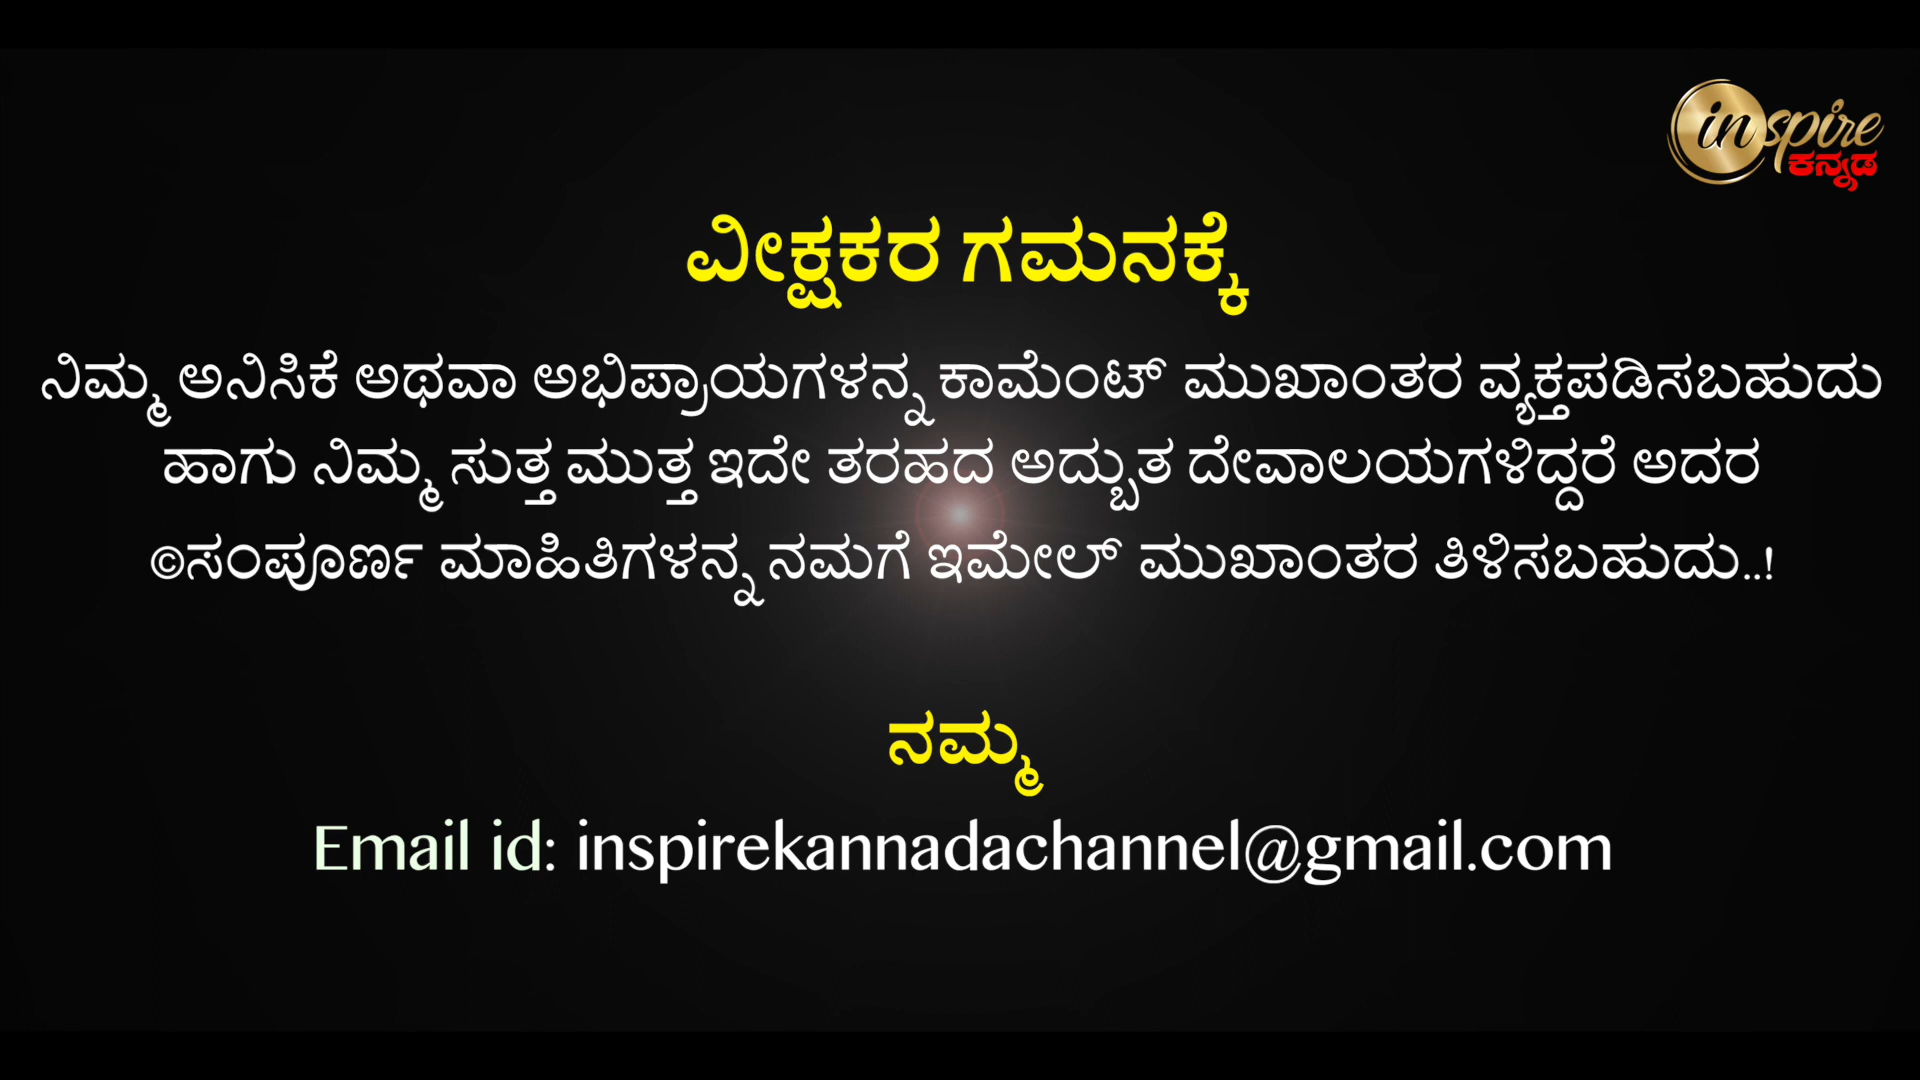 inspire
ಕನ್ನಡ
ವೀಕ್ಷಕರ ಗಮನಕ್ಕೆ
ನಿಮ್ಮ ಅನಿಸಿಕೆ ಅಥವಾ ಅಭಿಪ್ರಾಯಗಳನ್ನ ಕಾಮೆಂಟ್ ಮುಖಾಂತರ ವ್ಯಕ್ತಪಡಿಸಬಹುದು
ಹಾಗು ನಿಮ್ಮ ಸುತ್ತ ಮುತ್ತ ಇದೇ ತರಹದ ಅದ್ಬುತ ದೇವಾಲಯಗಳಿದ್ದರೆ ಅದರ
©ಸಂಪೂರ್ಣ ಮಾಹಿತಿಗಳನ್ನ ನಮಗೆ ಇಮೇಲ್ ಮುಖಾಂತರ ತಿಳಿಸಬಹುದು..!
ನಮ್ಮ
Email id: inspirekannadachannel@gmail.com